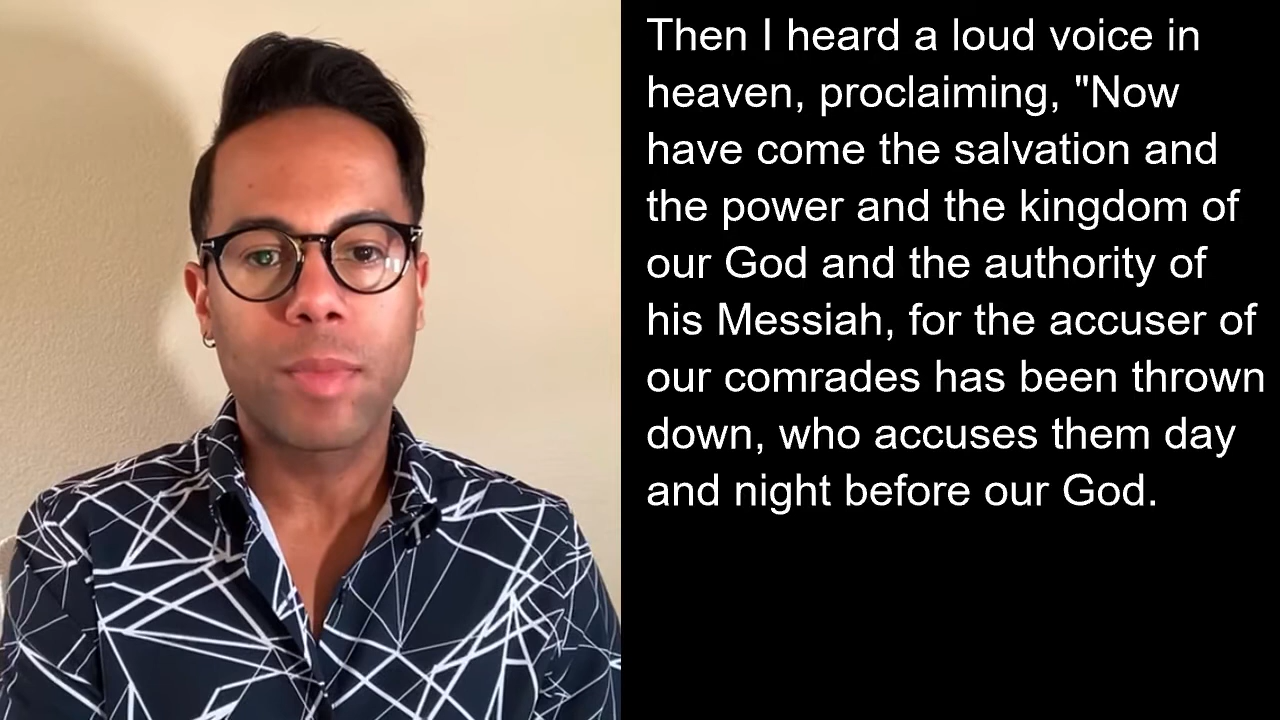 Then I heard a loud voice in
heaven, proclaiming, "Now
have come the salvation and
the power and the kingdom of
our God and the authority of
his Messiah, for the accuser of
our comrades has been thrown
down, who accuses them day
and night before our God.